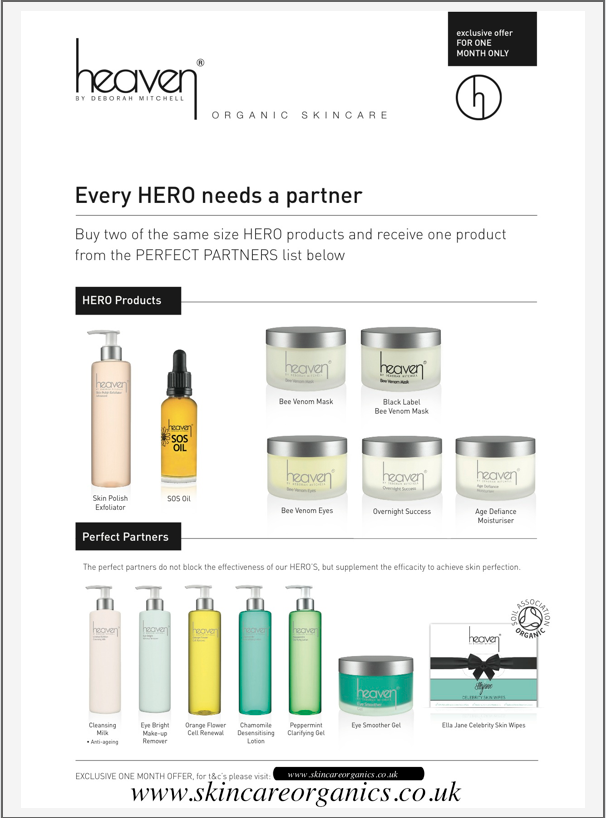 exclusive offer
FOR ONE
MONTH ONLY
heaven®
BY DEBORAH MITCHELL
ORGANIC SKINCARE
h
Every HERO needs a partner
Buy two of the same size HERO products and receive one product
from the PERFECT PARTNERS list below
HERO Products
heaven
heaven
SOS
OIL
heaven
Bee Venom Mask
heaven
Bee Venom Mask
Bee Venom Mask
Black Label
Bee Venom Mask
heaven
Bee Venom Eyes
heaven
Overnight Success
heaven
Age Defiance
Skin Polish
Exfoliator
SOS Oil
Bee Venom Eyes
Overnight Success
Age Defiance
Moisturiser
Perfect Partners
The perfect partners do not block the effectiveness of our HERO'S, but supplement the efficacity to achieve skin perfection.
SOIL ASSOCIATION
ORGANIC
heaven
heaven
heaven
heaven
heaven
heaven
heaven
CELEBRITY SKIN WIPES
Cleansing
Milk
• Anti-ageing
Eye Bright
Make-up
Remover
Orange Flower
Cell Renewal
Chamomile
Desensitising
Lotion
Peppermint
Clarifying Gel
Eye Smoother Gel
Ella Jane Celebrity Skin Wipes
EXCLUSIVE ONE MONTH OFFER, for t&c's please visit: www.skincareorganics.co.uk
www.skincareorganics.co.uk